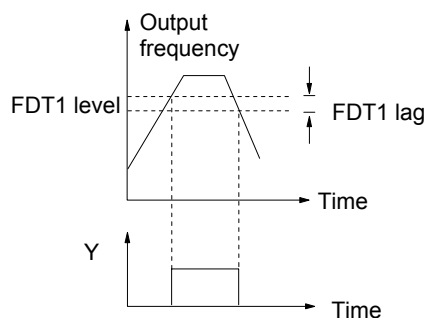 Output
frequency
FDT1 level
FDT1 lag
Time
Y
Time